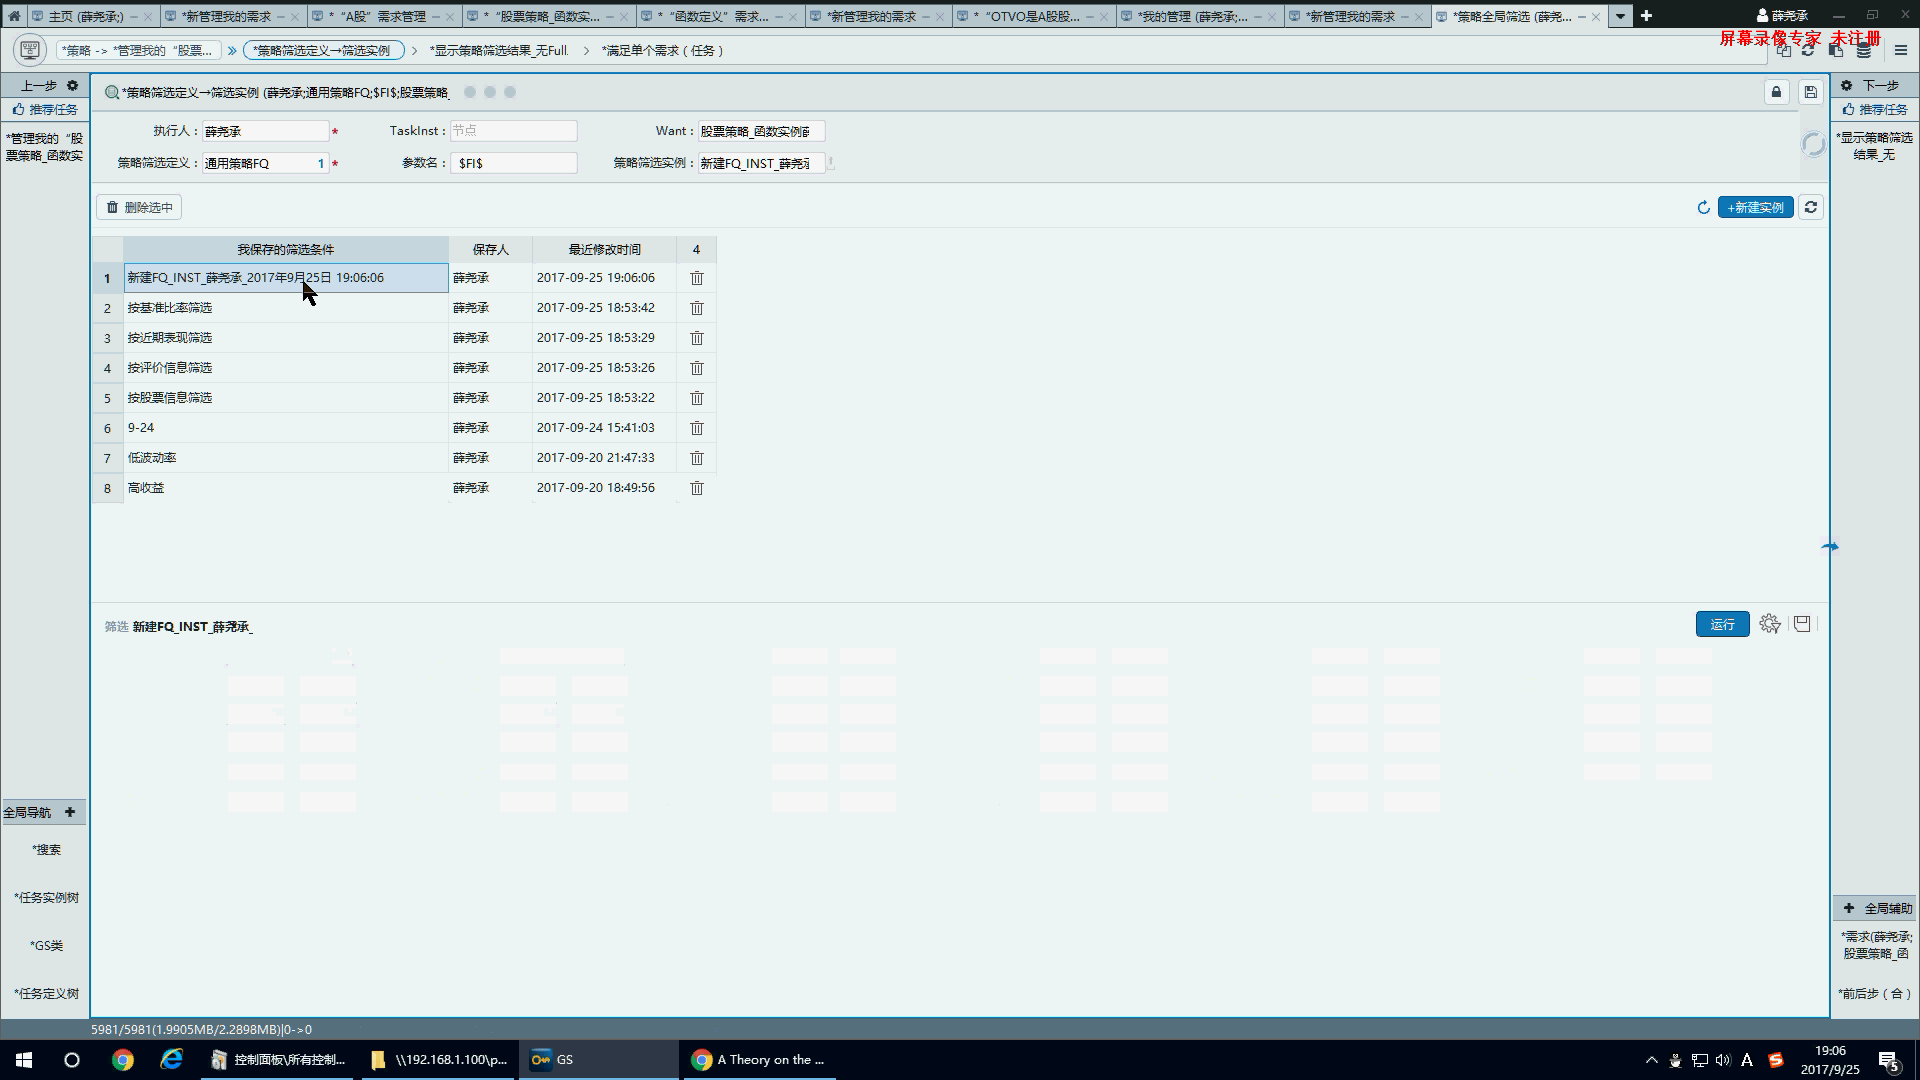 主页 (薛尧承;)
*新管理我的需求
*“A股”需求管理
*“股票策略_函数实...
*“函数定义”需求...
*新管理我的需求
*“OTVO是A股股...
*我的管理 (薛尧承;...
*新管理我的需求
*策略全局筛选 (薛尧...
薛尧承
屏幕录像专家 未注册
*策略 -> *管理我的“股票...
*策略筛选定义→筛选实例
*显示策略筛选结果_无Full
*满足单个需求（任务）
上一步
推荐任务
*管理我的“股
票策略_函数实
*策略筛选定义→筛选实例 (薛尧承;通用策略FQ;$FI$;股票策略_
下一步
推荐任务
*显示策略筛选
结果_无
执行人： 薛尧承 *
TaskInst： 节点
Want： 股票策略_函数实例
策略筛选定义： 通用策略FQ 1 *
参数名： $FI$
策略筛选实例： 新建FQ_INST_薛尧
删除选中
+新建实例
我保存的筛选条件 保存人 最近修改时间 4
1 新建FQ_INST_薛尧承_2017年9月25日 19:06:06 薛尧承 2017-09-25 19:06:06
2 按基准比率筛选 薛尧承 2017-09-25 18:53:42
3 按近期表现筛选 薛尧承 2017-09-25 18:53:29
4 按评价信息筛选 薛尧承 2017-09-25 18:53:26
5 按股票信息筛选 薛尧承 2017-09-25 18:53:22
6 9-24 薛尧承 2017-09-24 15:41:03
7 低波动率 薛尧承 2017-09-20 21:47:33
8 高收益 薛尧承 2017-09-20 18:49:56
筛选 新建FQ_INST_薛尧承_
运行
全局导航
*搜索
*任务实例树
*GS类
*任务定义树
全局辅助
*需求(薛尧承;
股票策略_函
*前后步（合）
5981/5981(1.9905MB/2.2898MB)|0->0
控制面板\所有控制...
\\192.168.1.100\p...
GS
A Theory on the ...
A
19:06
2017/9/25
5